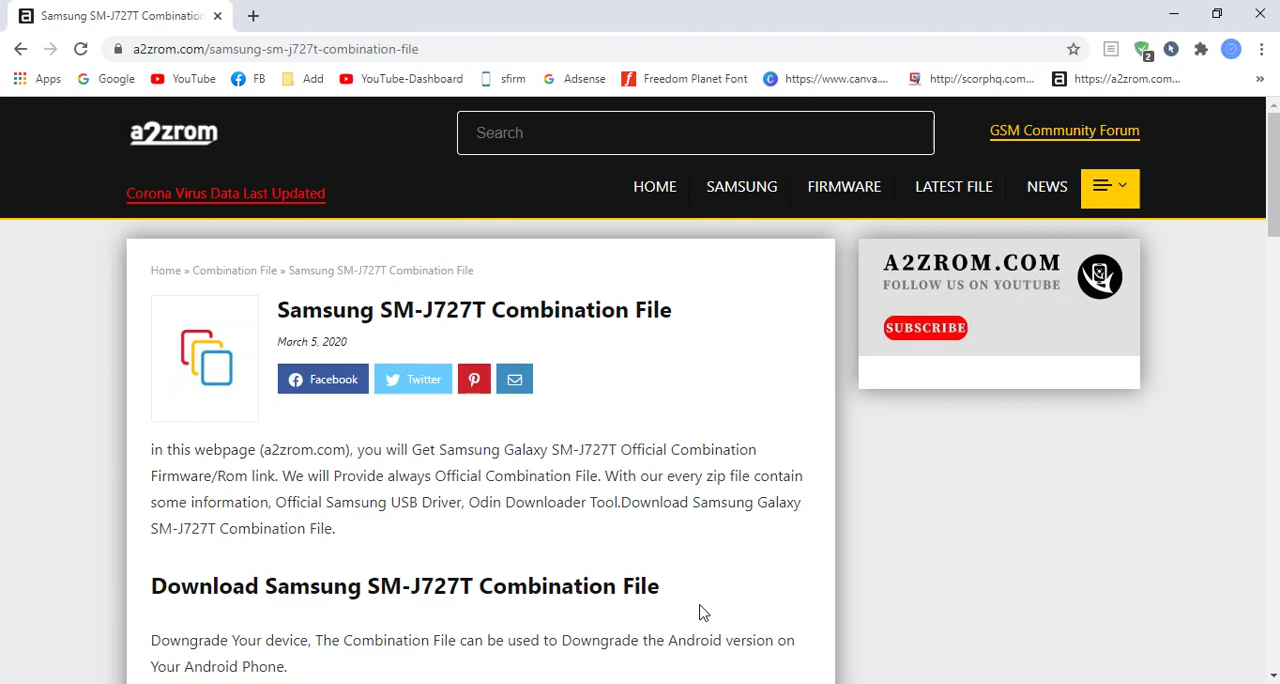 Samsung SM-J727T Combination
a2zrom.com/samsung-sm-j727t-combination-file
2
Apps Google YouTube FB Add YouTube-Dashboard sfirm Adsense Freedom Planet Font https://www.canva.... http://scorphq.com... https://a2zrom.com... »
a2zrom
Search
GSM Community Forum
Corona Virus Data Last Updated
HOME SAMSUNG FIRMWARE LATEST FILE NEWS
Home » Combination File » Samsung SM-J727T Combination File
Samsung SM-J727T Combination File
March 5, 2020
Facebook Twitter
in this webpage (a2zrom.com), you will Get Samsung Galaxy SM-J727T Official Combination
Firmware/Rom link. We will Provide always Official Combination File. With our every zip file contain
some information, Official Samsung USB Driver, Odin Downloader Tool.Download Samsung Galaxy
SM-J727T Combination File.
Download Samsung SM-J727T Combination File
Downgrade Your device, The Combination File can be used to Downgrade the Android version on
Your Android Phone.
A2ZROM.COM
FOLLOW US ON YOUTUBE
SUBSCRIBE